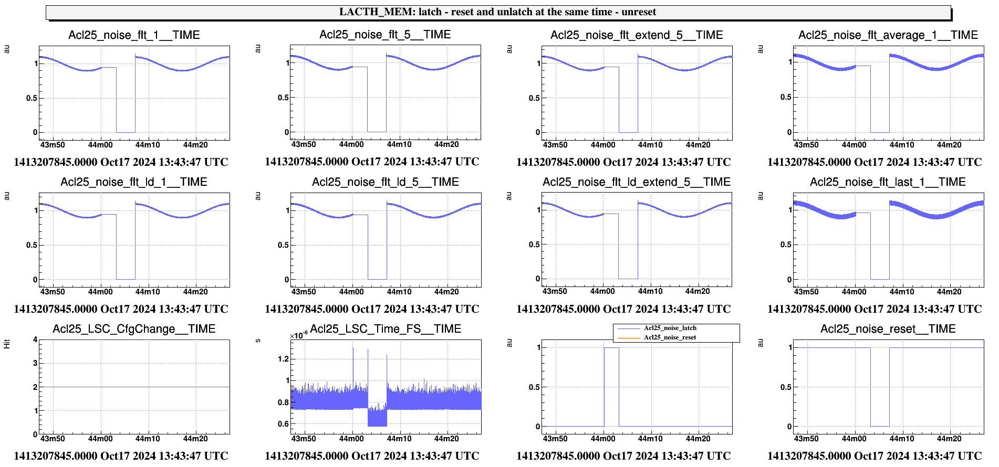 LACTH_MEM: latch - reset and unlatch at the same time - unreset
Acl25_noise_flt_1__TIME
au
1
0.5
0
43m50 44m00 44m10 44m20
1413207845.0000 Oct17 2024 13:43:47 UTC
Acl25_noise_flt_5__TIME
au
1
0.5
0
43m50 44m00 44m10 44m20
1413207845.0000 Oct17 2024 13:43:47 UTC
Acl25_noise_flt_extend_5__TIME
au
1
0.5
0
43m50 44m00 44m10 44m20
1413207845.0000 Oct17 2024 13:43:47 UTC
Acl25_noise_flt_average_1__TIME
au
1
0.5
0
43m50 44m00 44m10 44m20
1413207845.0000 Oct17 2024 13:43:47 UTC
Acl25_noise_flt_ld_1__TIME
au
1
0.5
0
43m50 44m00 44m10 44m20
1413207845.0000 Oct17 2024 13:43:47 UTC
Acl25_noise_flt_ld_5__TIME
au
1
0.5
0
43m50 44m00 44m10 44m20
1413207845.0000 Oct17 2024 13:43:47 UTC
Acl25_noise_flt_ld_extend_5__TIME
au
1
0.5
0
43m50 44m00 44m10 44m20
1413207845.0000 Oct17 2024 13:43:47 UTC
Acl25_noise_flt_last_1__TIME
au
1
0.5
0
43m50 44m00 44m10 44m20
1413207845.0000 Oct17 2024 13:43:47 UTC
Acl25_LSC_CfgChange__TIME
Hit
4
3
2
1
0
43m50 44m00 44m10 44m20
1413207845.0000 Oct17 2024 13:43:47 UTC
Acl25_LSC_Time_FS__TIME
s
×10-6
1.2
1
0.8
0.6
43m50 44m00 44m10 44m20
1413207845.0000 Oct17 2024 13:43:47 UTC
Acl25_noise_latch
Acl25_noise_reset
au
1
0.5
0
43m50 44m00 44m10 44m20
1413207845.0000 Oct17 2024 13:43:47 UTC
Acl25_noise_reset__TIME
au
1
0.5
0
43m50 44m00 44m10 44m20
1413207845.0000 Oct17 2024 13:43:47 UTC